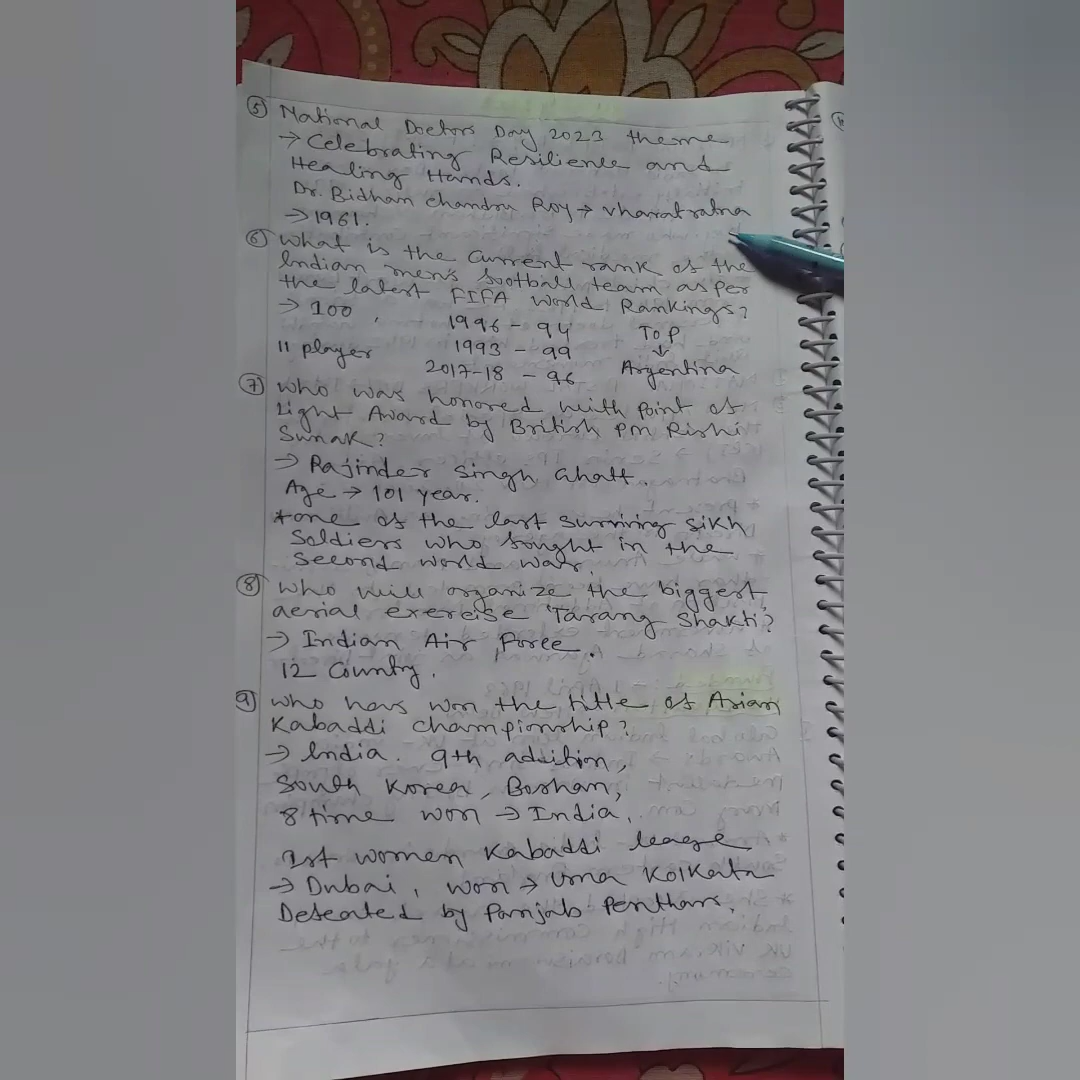 ⑤ National Doctors Day 2023 theme
→ Celebrating Resilience and
Healing Hands.
Dr. Bidhan Chandra Roy → vharatratna
→ 1961.
⑥ What is the current rank of the
Indian men's football team as per
the latest FIFA World Rankings?
→ 100, 1996 - 94 Top
↓
11 player 1993 - 99
2017-18 - 96 Argentina
⑦ Who was honored with point of
Light Award by British PM Rishi
Sunak?
→ Rajinder Singh Dhatt.
Age → 101 year.
*One of the last surviving Sikh
Soldiers who fought in the
second world war.
⑧ Who will organize the biggest
aerial exercise 'Tarang Shakti?
→ Indian Air Force.
12 County.
⑨ Who has won the title of Asian
Kabaddi championship?
→ India. 9th addition,
South Korea, Boshan,
8 time won → India.
1st women Kabaddi league
→ Dubai, won → Uma Kolkata
Defeated by Panjab Penthars.